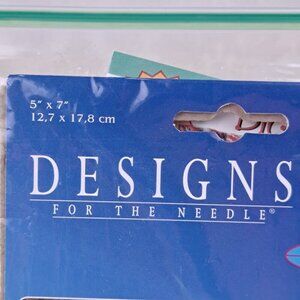 5" x 7"
12,7 x 17,8 cm
DESIGNS
FOR THE NEEDLE®